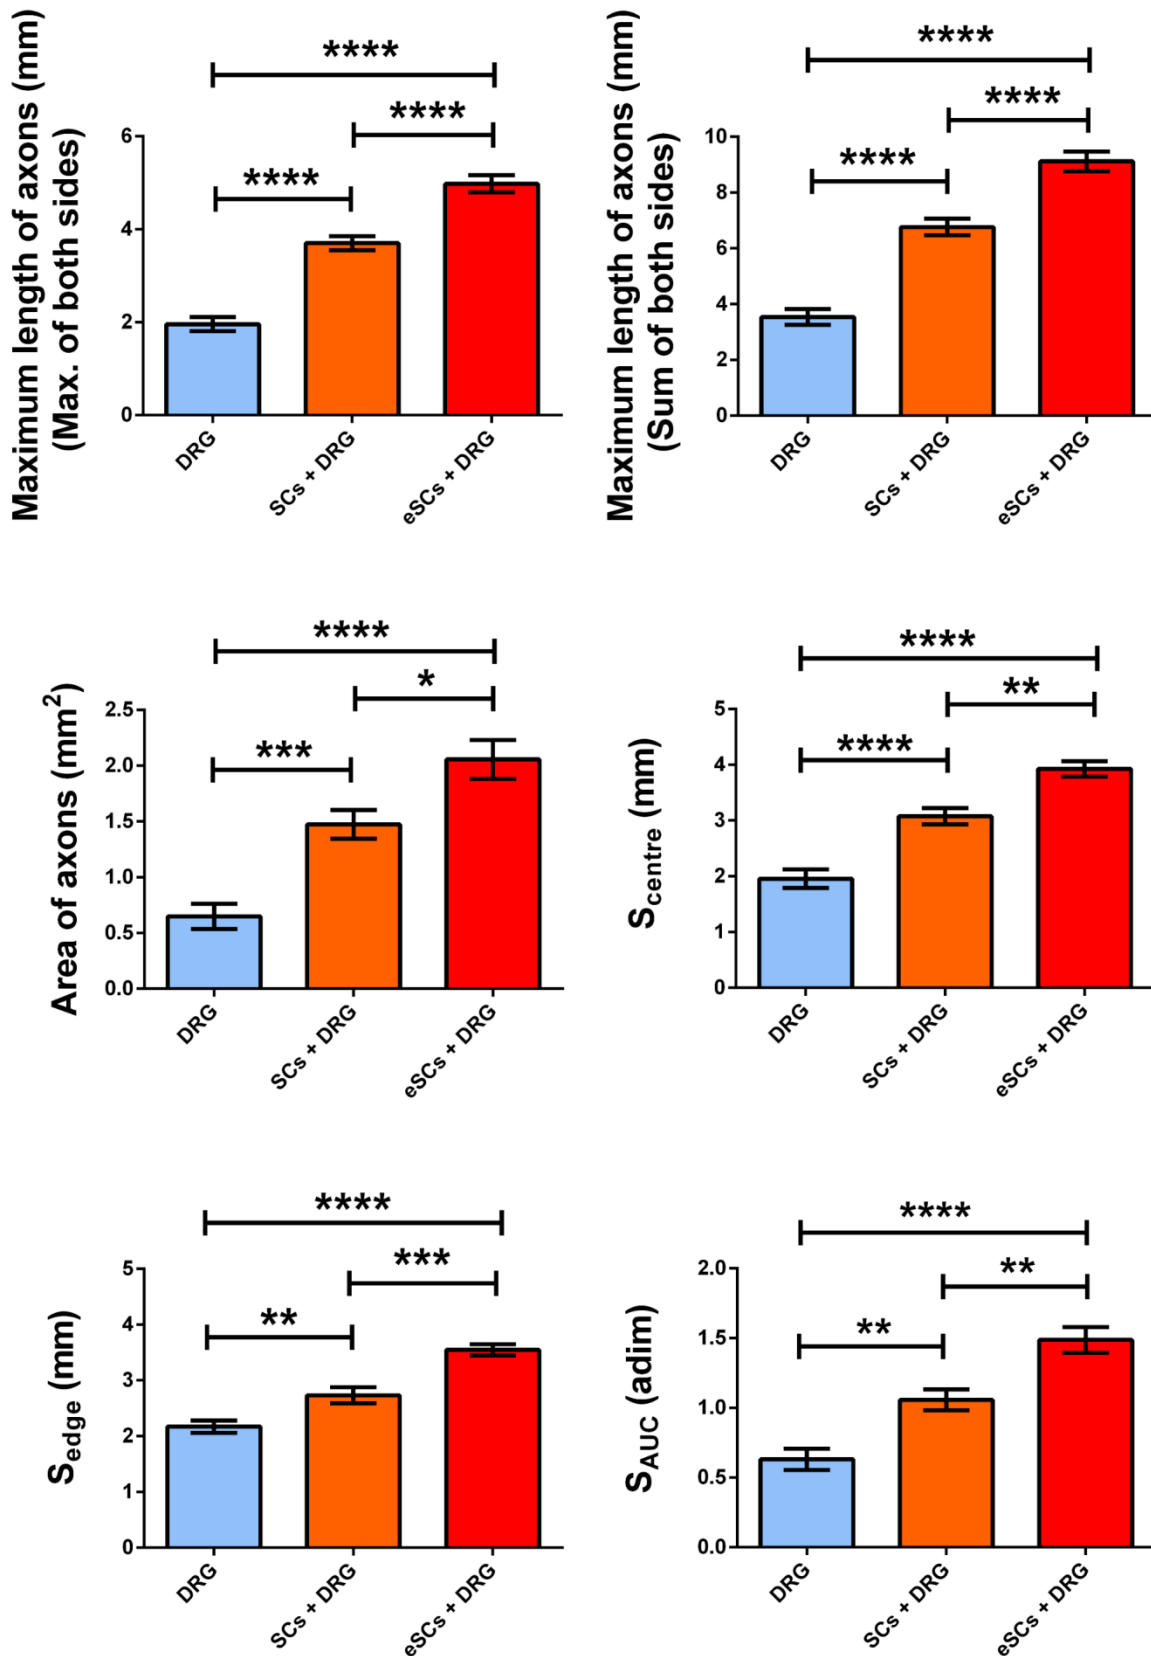 Maximum length of axons (mm)
(Max. of both sides)
****
****
****
6
4
2
0
DRG
SCs + DRG
eSCs + DRG
Maximum length of axons (mm)
(Sum of both sides)
****
****
****
10
8
6
4
2
0
DRG
SCs + DRG
eSCs + DRG
Area of axons (mm²)
****
*
***
2.5
2.0
1.5
1.0
0.5
0.0
DRG
SCs + DRG
eSCs + DRG
Scentre (mm)
****
**
****
5
4
3
2
1
0
DRG
SCs + DRG
eSCs + DRG
Sedge (mm)
****
***
**
5
4
3
2
1
0
DRG
SCs + DRG
eSCs + DRG
SAUC (adim)
****
**
**
2.0
1.5
1.0
0.5
0.0
DRG
SCs + DRG
eSCs + DRG